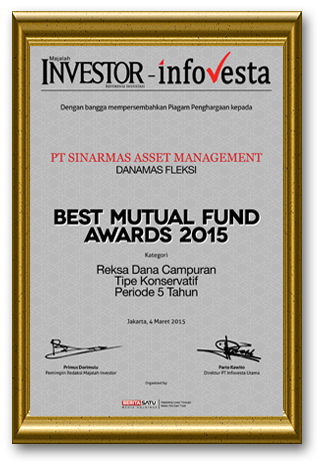 Majalah
INVESTOR - infovesta
REFERENSI INVESTASI
Dengan bangga mempersembahkan Piagam Penghargaan kepada
PT SINARMAS ASSET MANAGEMENT
DANAMAS FLEKSI
BEST MUTUAL FUND
AWARDS 2015
Kategori
Reksa Dana Campuran
Tipe Konservatif
Periode 5 Tahun
Jakarta, 4 Maret 2015
Primus Dorimulu
Pemimpin Redaksi Majalah Investor
Parto Kawito
Direktur PT. Infovesta Utama
Organized by:
BERITA SATU
MEDIA HOLDINGS